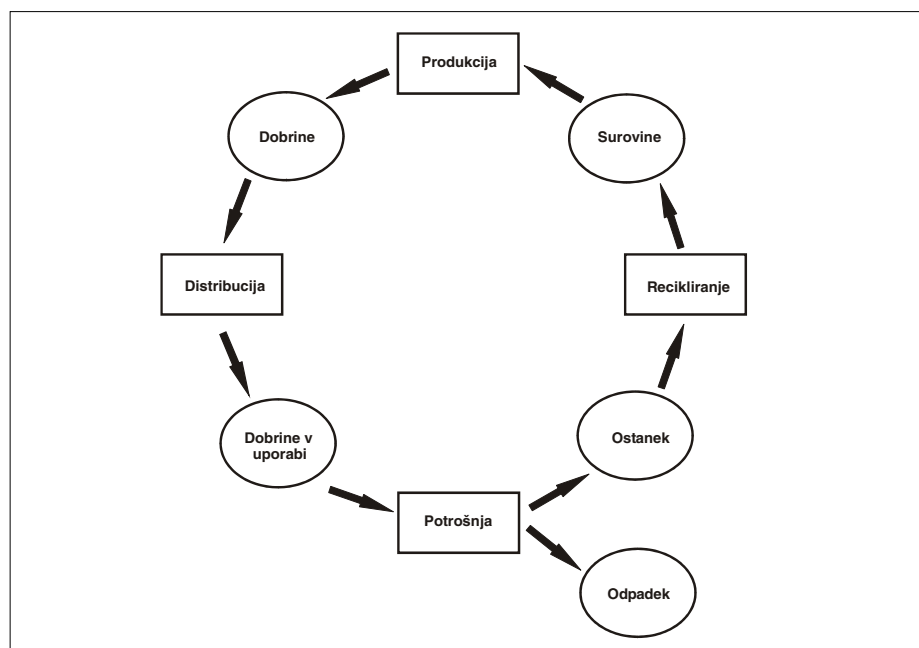 Produkcija
Dobrine
Surovine
Distribucija
Recikliranje
Dobrine v
uporabi
Ostanek
Potrošnja
Odpadek